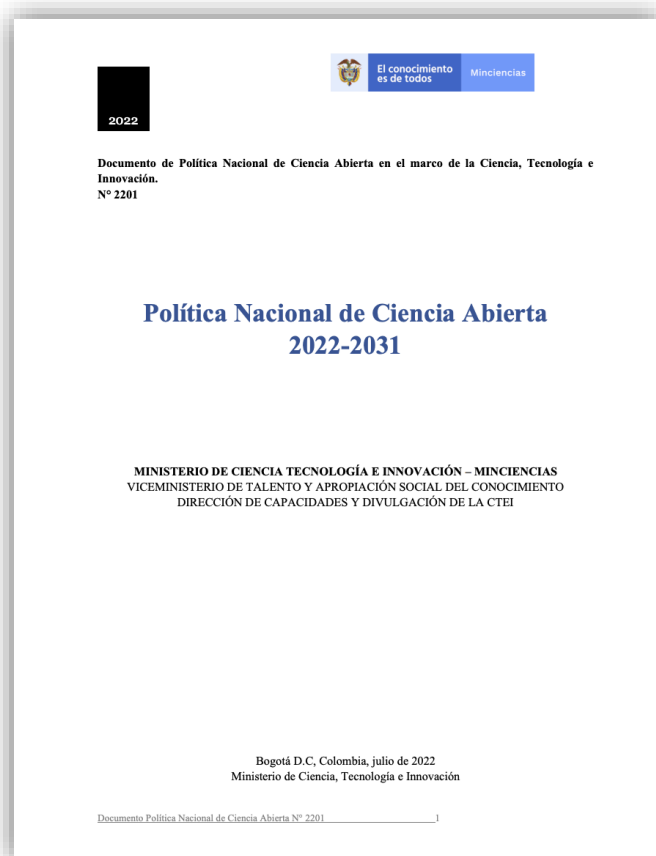 El conocimiento
es de todos
Minciencias
2022
Documento de Política Nacional de Ciencia Abierta en el marco de la Ciencia, Tecnología e
Innovación.
N° 2201
Política Nacional de Ciencia Abierta
2022-2031
MINISTERIO DE CIENCIA TECNOLOGÍA E INNOVACIÓN – MINCIENCIAS
VICEMINISTERIO DE TALENTO Y APROPIACIÓN SOCIAL DEL CONOCIMIENTO
DIRECCIÓN DE CAPACIDADES Y DIVULGACIÓN DE LA CTEI
Bogotá D.C, Colombia, julio de 2022
Ministerio de Ciencia, Tecnología e Innovación
Documento Política Nacional de Ciencia Abierta N° 2201 1